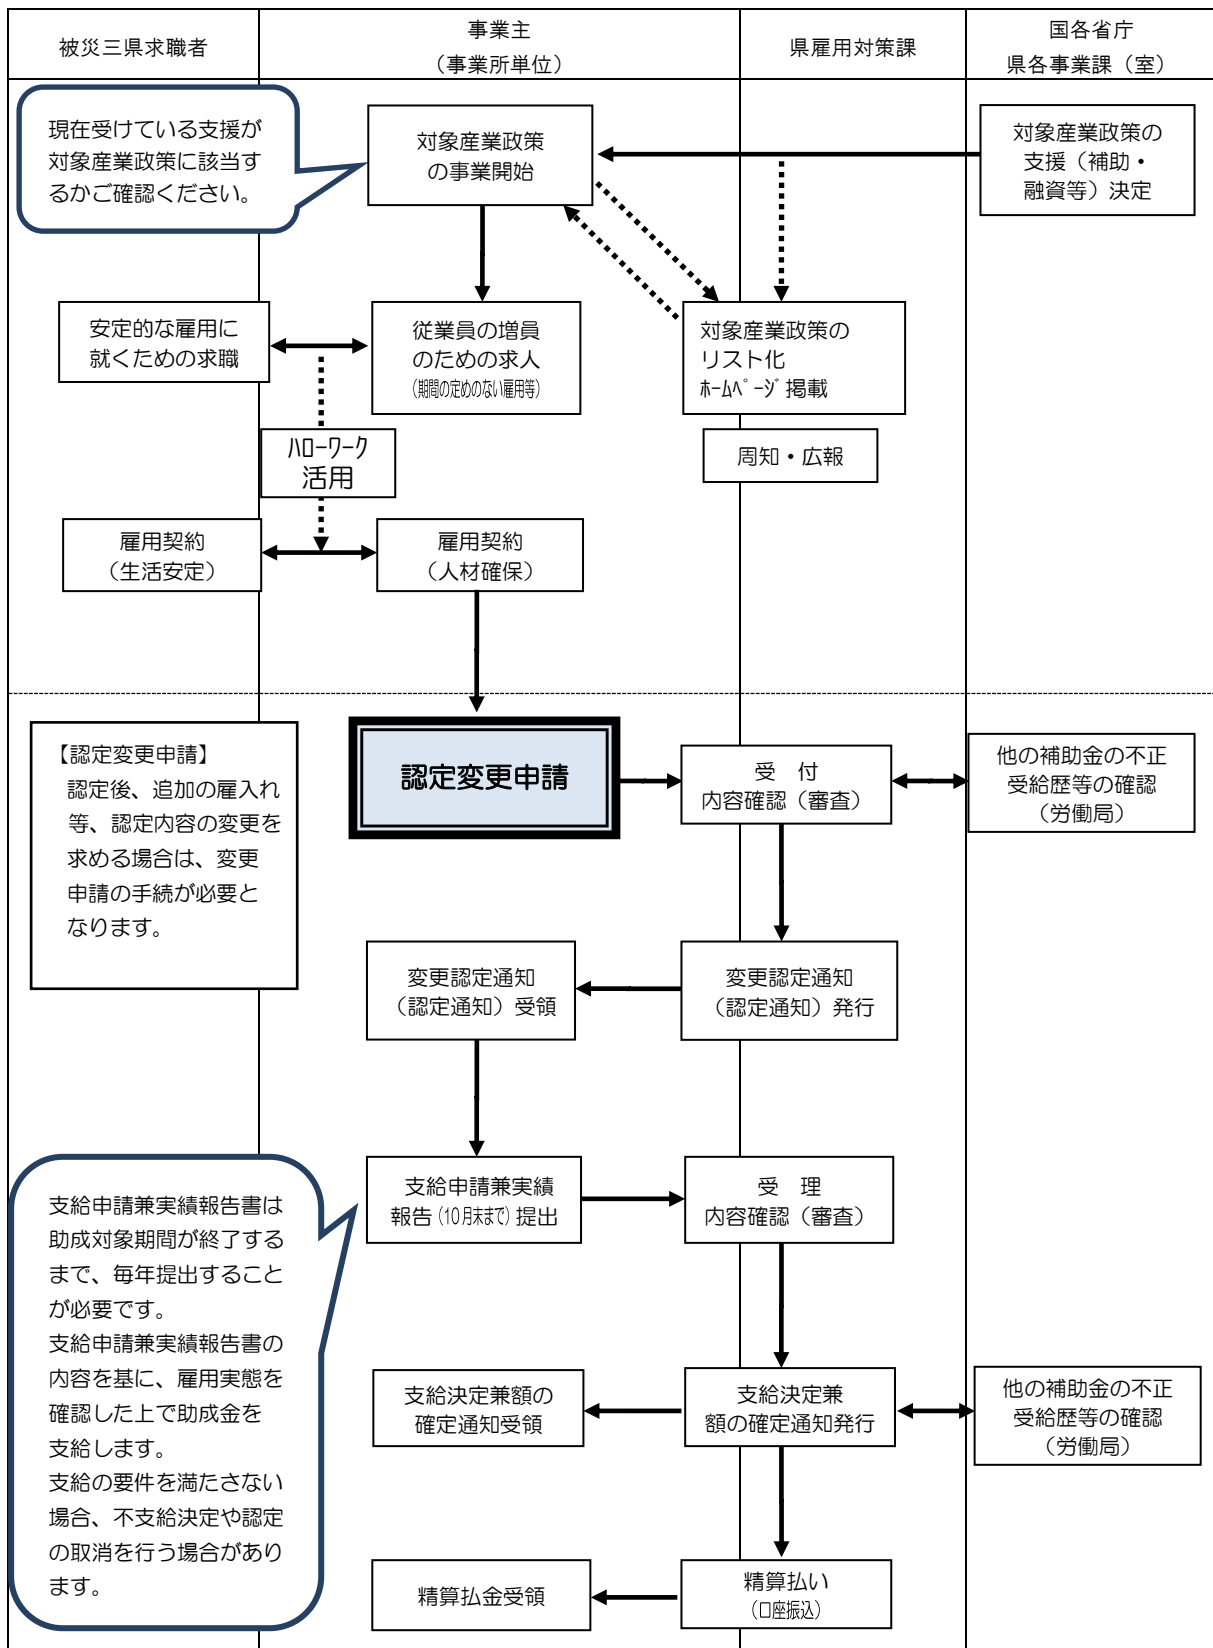 被災三県求職者
事業主
（事業所単位）
県雇用対策課
国各省庁
県各事業課（室）
現在受けている支援が
対象産業政策に該当す
るかご確認ください。
対象産業政策
の事業開始
対象産業政策の
支援（補助・
融資等）決定
安定的な雇用に
就くための求職
従業員の増員
のための求人
（期間の定めのない雇用等）
対象産業政策の
リスト化
ﾎｰﾑﾍﾟｰｼﾞ掲載
ﾊﾛｰﾜｰｸ
活用
周知・広報
雇用契約
（生活安定）
雇用契約
（人材確保）
【認定変更申請】
認定後、追加の雇入れ
等、認定内容の変更を
求める場合は、変更
申請の手続が必要と
なります。
認定変更申請
受　付
内容確認（審査）
他の補助金の不正
受給歴等の確認
（労働局）
変更認定通知
（認定通知）受領
変更認定通知
（認定通知）発行
支給申請兼実績報告書は
助成対象期間が終了する
まで、毎年提出すること
が必要です。
支給申請兼実績報告書の
内容を基に、雇用実態を
確認した上で助成金を
支給します。
支給の要件を満たさない
場合、不支給決定や認定
の取消を行う場合があり
ます。
支給申請兼実績
報告（10月末まで）提出
受　理
内容確認（審査）
支給決定兼額の
確定通知受領
支給決定兼
額の確定通知発行
他の補助金の不正
受給歴等の確認
（労働局）
精算払金受領
精算払い
（口座振込）